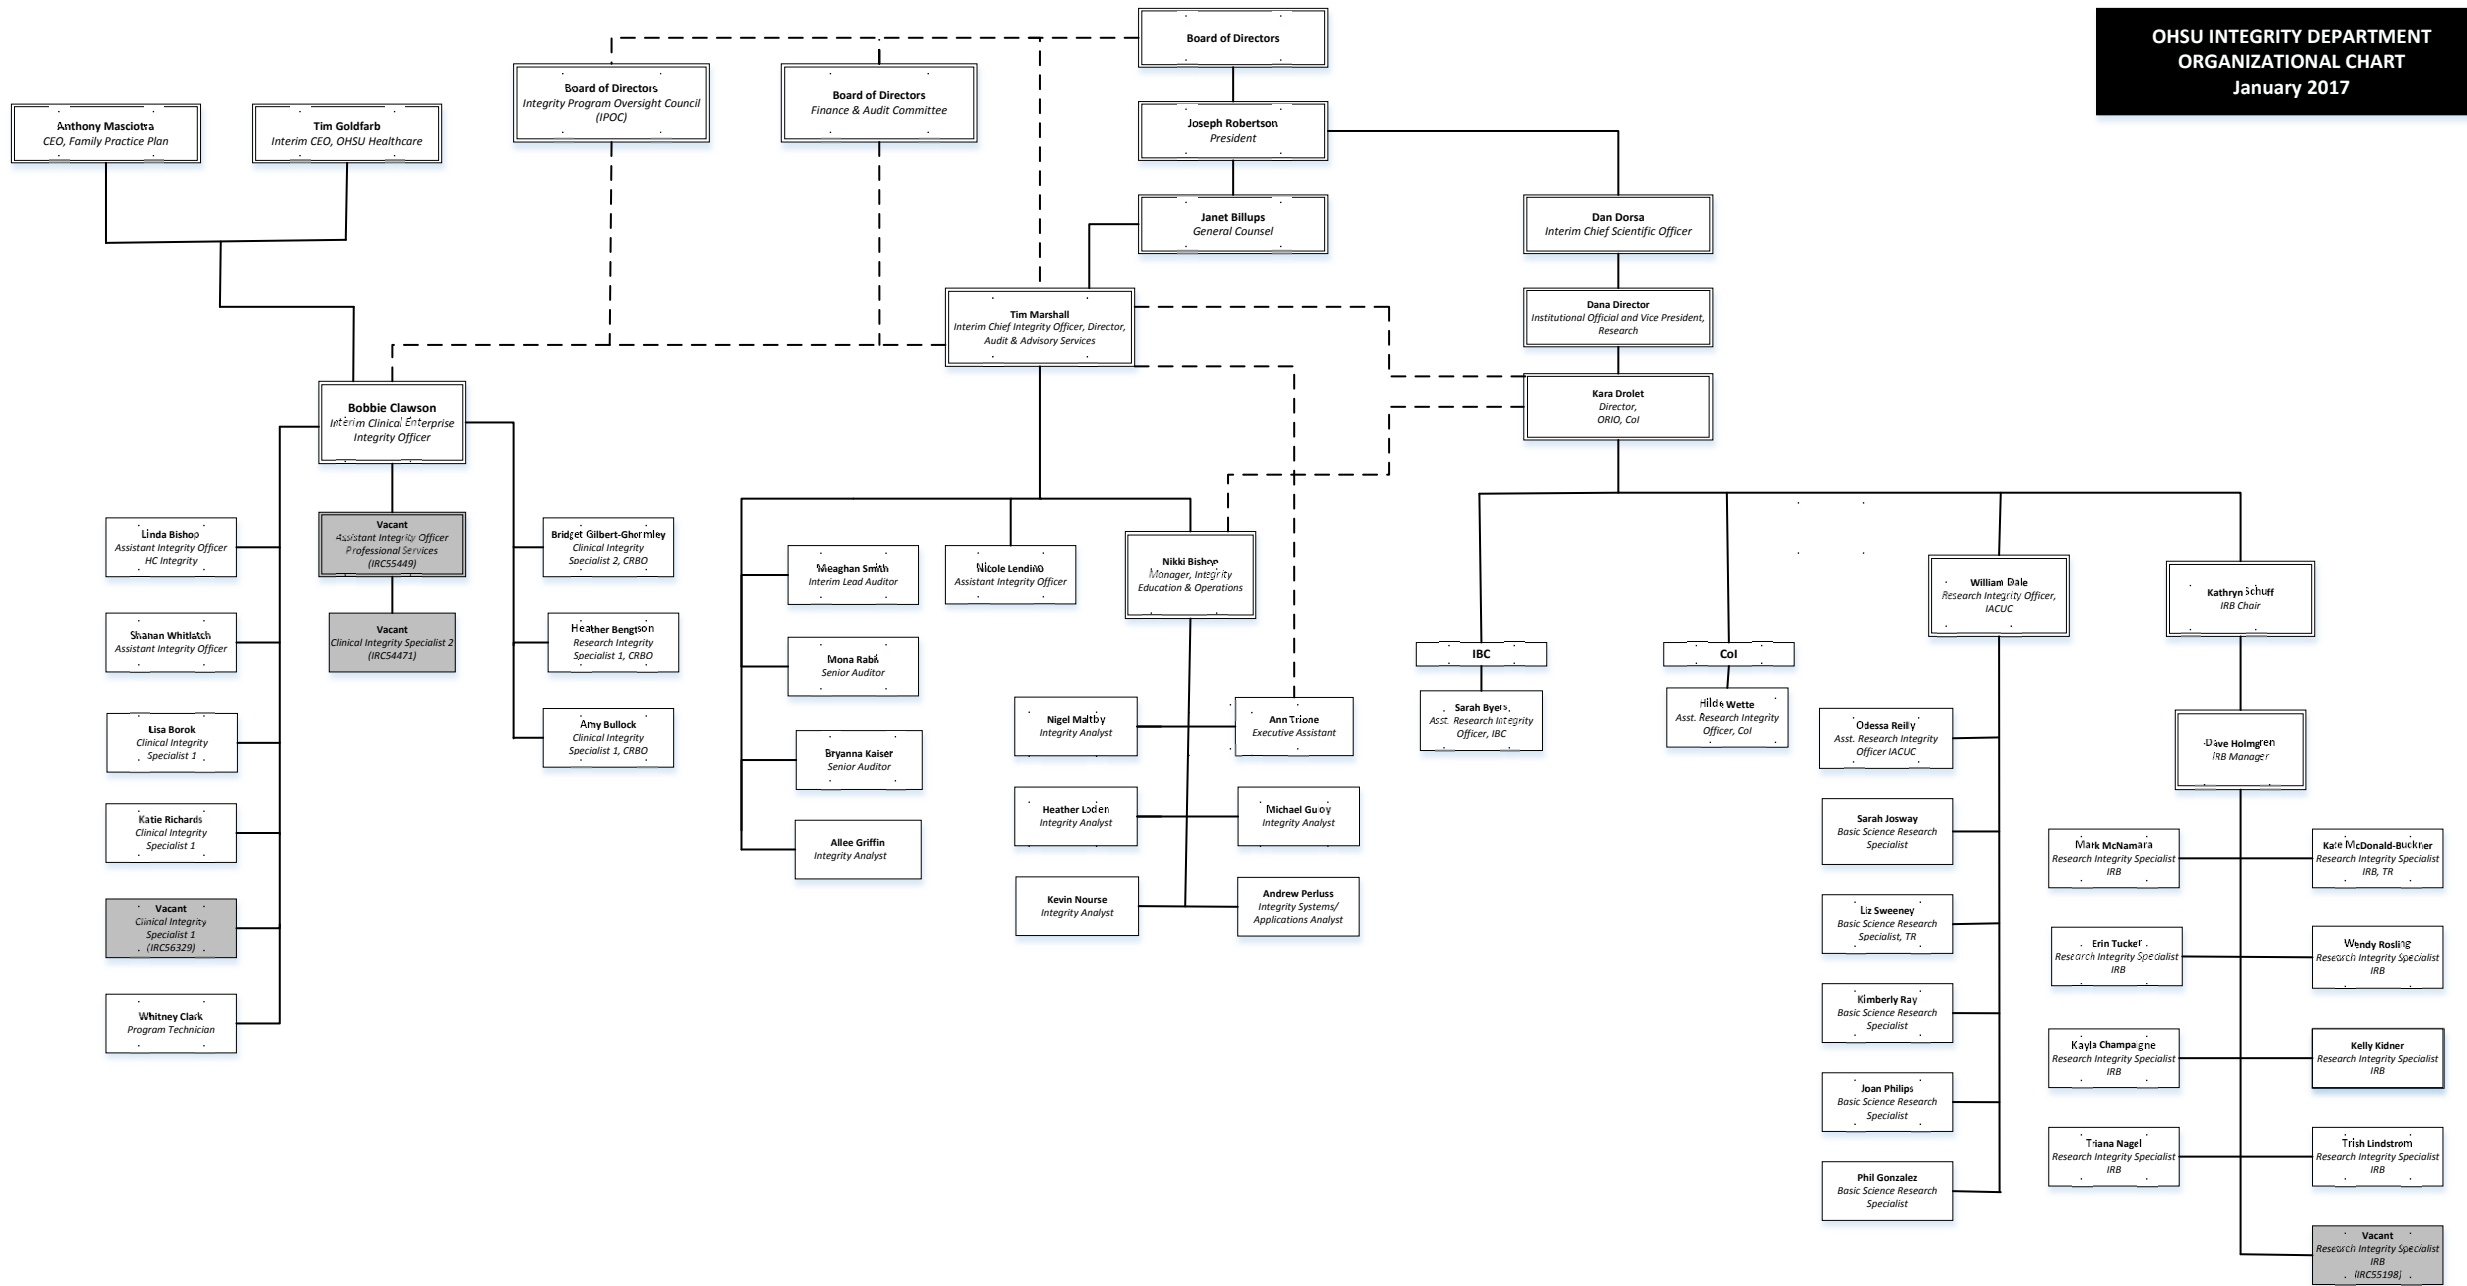 OHSU INTEGRITY DEPARTMENT
ORGANIZATIONAL CHART
January 2017
Board of Directors
Board of Directors
Integrity Program Oversight Council
(IPOC)
Board of Directors
Finance & Audit Committee
Anthony Masciotra
CEO, Family Practice Plan
Tim Goldfarb
Interim CEO, OHSU Healthcare
Joseph Robertson
President
Janet Billups
General Counsel
Dan Dorsa
Interim Chief Scientific Officer
Tim Marshall
Interim Chief Integrity Officer, Director,
Audit & Advisory Services
Dana Director
Institutional Official and Vice President,
Research
Kara Drolet
Director,
ORIO, CoI
Bobbie Clawson
Interim Clinical Enterprise
Integrity Officer
Linda Bishop
Assistant Integrity Officer
HC Integrity
Shanan Whitlatch
Assistant Integrity Officer
Lisa Borok
Clinical Integrity
Specialist 1
Katie Richards
Clinical Integrity
Specialist 1
Vacant
Clinical Integrity
Specialist 1
(IRC56329)
Whitney Clark
Program Technician
Vacant
Assistant Integrity Officer
Professional Services
(IRC55449)
Vacant
Clinical Integrity Specialist 2
(IRC54471)
Bridget Gilbert-Ghormley
Clinical Integrity
Specialist 2, CRBO
Heather Bengtson
Research Integrity
Specialist 1, CRBO
Amy Bullock
Clinical Integrity
Specialist 1, CRBO
Meaghan Smith
Interim Lead Auditor
Mona Rabii
Senior Auditor
Bryanna Kaiser
Senior Auditor
Allee Griffin
Integrity Analyst
Nicole Lendino
Assistant Integrity Officer
Nikki Bishop
Manager, Integrity
Education & Operations
Nigel Maltby
Integrity Analyst
Ann Trione
Executive Assistant
Heather Loden
Integrity Analyst
Michael Guloy
Integrity Analyst
Kevin Nourse
Integrity Analyst
Andrew Perluss
Integrity Systems/
Applications Analyst
IBC
Sarah Byers
Asst. Research Integrity
Officer, IBC
CoI
Hilde Wette
Asst. Research Integrity
Officer, CoI
William Dale
Research Integrity Officer,
IACUC
Odessa Reilly
Asst. Research Integrity
Officer IACUC
Sarah Josway
Basic Science Research
Specialist
Liz Sweeney
Basic Science Research
Specialist, TR
Kimberly Ray
Basic Science Research
Specialist
Joan Philips
Basic Science Research
Specialist
Phil Gonzalez
Basic Science Research
Specialist
Kathryn Schuff
IRB Chair
Dave Holmgren
IRB Manager
Mark McNamara
Research Integrity Specialist
IRB
Kate McDonald-Buckner
Research Integrity Specialist
IRB, TR
Erin Tucker
Research Integrity Specialist
IRB
Wendy Rosling
Research Integrity Specialist
IRB
Kayla Champaigne
Research Integrity Specialist
IRB
Kelly Kidner
Research Integrity Specialist
IRB
Triana Nagel
Research Integrity Specialist
IRB
Trish Lindstrom
Research Integrity Specialist
IRB
Vacant
Research Integrity Specialist
IRB
(IRC55198)